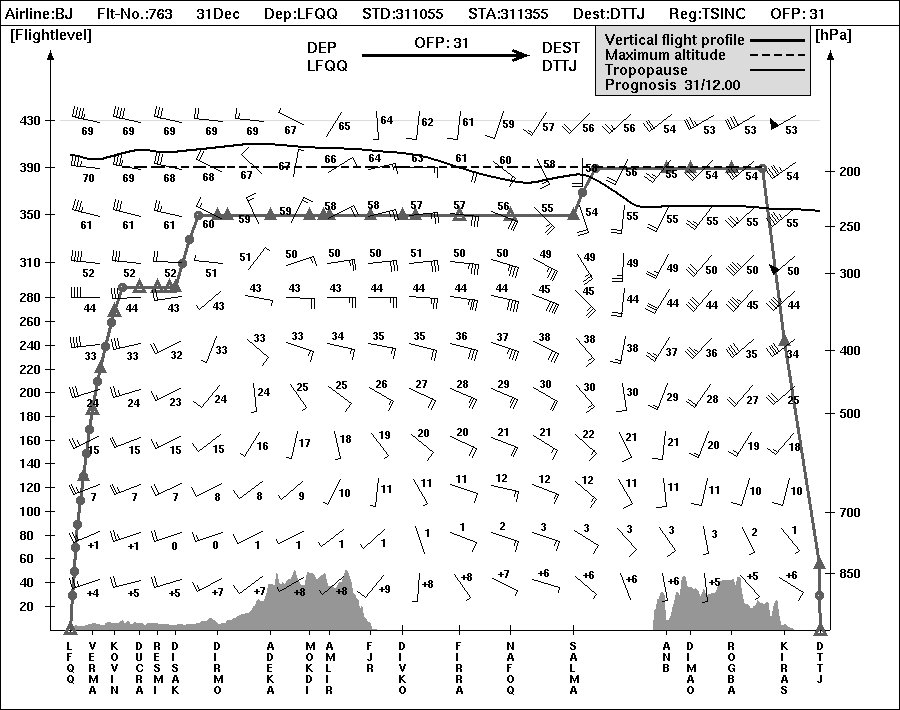 Airline:BJ Flt-No.:763 31Dec Dep:LFQQ STD:311055 STA:311355 Dest:DTTJ Reg:TSINC OFP: 31
[Flightlevel] [hPa]
DEP OFP: 31 DEST
LFQQ DTTJ
Vertical flight profile
Maximum altitude
Tropopause
Prognosis 31/12.00
430 69 69 69 69 69 67 65 64 62 61 59 57 56 56 54 53 53 53
390 70 69 68 68 67 67 66 64 63 61 60 58 56 55 54 54 54 200
350 61 61 61 60 59 59 58 58 57 57 56 55 54 55 55 55 55 55 250
310 52 52 52 51 51 50 50 50 51 50 50 49 49 50 49 50 50 50 300
280 44 44 43 43 43 43 43 43 43 44 44 45 45 44 44 44 45 44
260
240 33 33 32 33 33 33 34 35 35 36 37 38 38 38 37 36 35 34 400
220
200 24 24 23 24 24 25 25 26 27 28 29 30 30 30 29 28 27 25
180 500
160 15 15 15 15 16 17 18 19 20 20 21 21 22 21 21 20 19 18
140
120 7 7 7 8 8 9 10 11 11 11 12 12 12 11 11 11 10 10
100 700
80 +1 +1 0 0 1 1 1 1 1 1 2 3 3 3 3 3 2 1
60 850
40 +4 +5 +5 +7 +7 +8 +8 +9 +8 +8 +7 +6 +6 +6 +6 +5 +5 +6
20
LFQQ VERMA KOVIN DUCRA RESMI DISAK DIRMO ADEKA MOKDI AMLIR FJR DIVKO FIRRA NAFOQ SALMA ANB DIMAO ROGBA KIRAS DTTJ